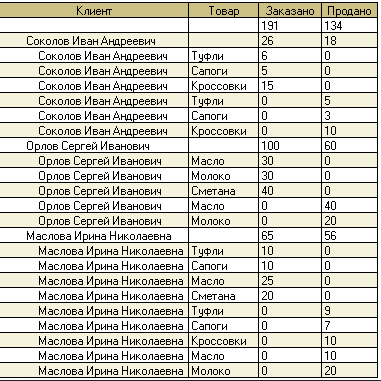 Клиент Товар Заказано Продано
191 134
Соколов Иван Андреевич 26 18
Соколов Иван Андреевич Туфли 6 0
Соколов Иван Андреевич Сапоги 5 0
Соколов Иван Андреевич Кроссовки 15 0
Соколов Иван Андреевич Туфли 0 5
Соколов Иван Андреевич Сапоги 0 3
Соколов Иван Андреевич Кроссовки 0 10
Орлов Сергей Иванович 100 60
Орлов Сергей Иванович Масло 30 0
Орлов Сергей Иванович Молоко 30 0
Орлов Сергей Иванович Сметана 40 0
Орлов Сергей Иванович Масло 0 40
Орлов Сергей Иванович Молоко 0 20
Маслова Ирина Николаевна 65 56
Маслова Ирина Николаевна Туфли 10 0
Маслова Ирина Николаевна Сапоги 10 0
Маслова Ирина Николаевна Масло 25 0
Маслова Ирина Николаевна Сметана 20 0
Маслова Ирина Николаевна Туфли 0 9
Маслова Ирина Николаевна Сапоги 0 7
Маслова Ирина Николаевна Кроссовки 0 10
Маслова Ирина Николаевна Масло 0 10
Маслова Ирина Николаевна Молоко 0 20